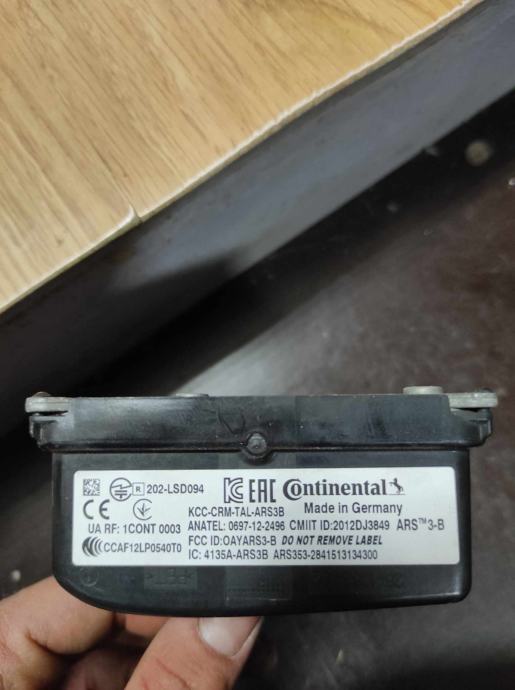 R 202-LSD094
EAC Continental
KCC-CRM-TAL-ARS3B Made in Germany
CE
UA RF: 1CONT 0003 ANATEL: 0697-12-2496 CMIIT ID:2012DJ3849 ARS™3-B
CCAF12LP0540T0 FCC ID:OAYARS3-B DO NOT REMOVE LABEL
IC: 4135A-ARS3B ARS353-2841513134300